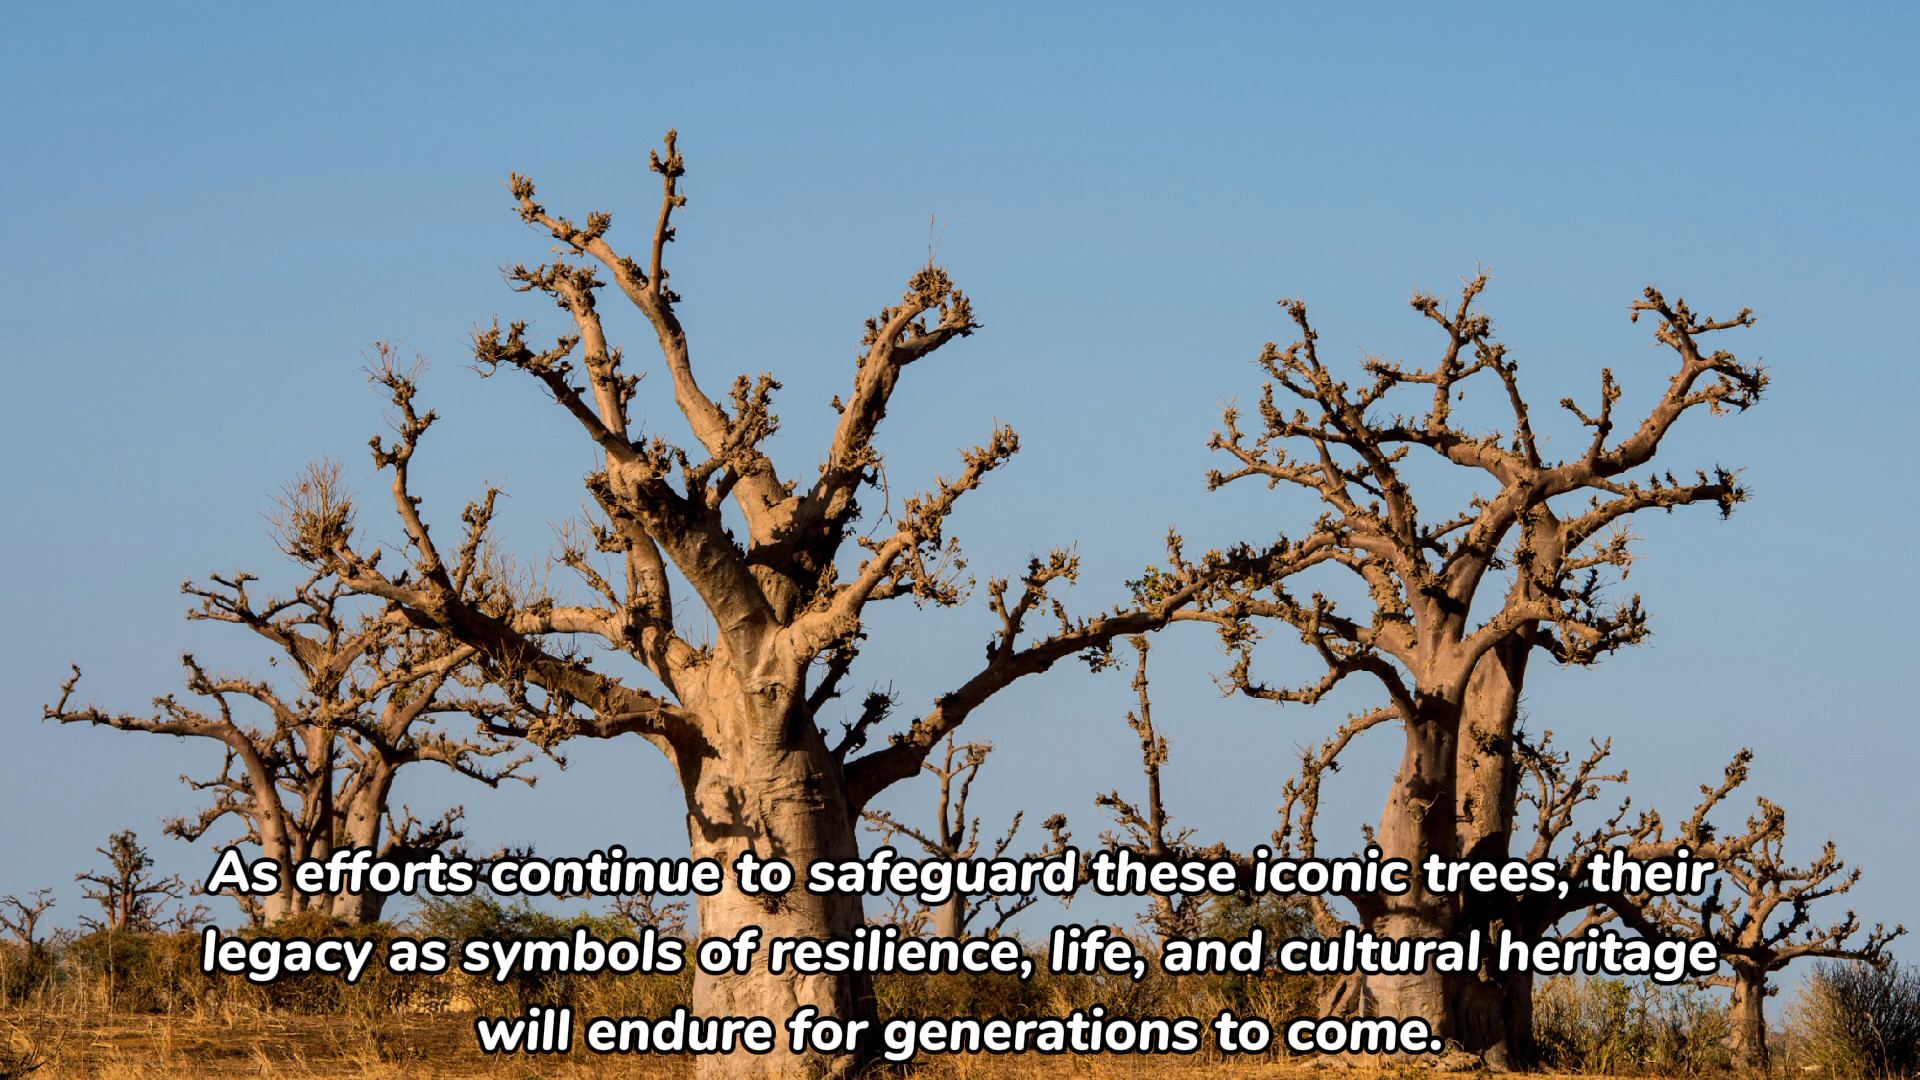 As efforts continue to safeguard these iconic trees, their
legacy as symbols of resilience, life, and cultural heritage
will endure for generations to come.